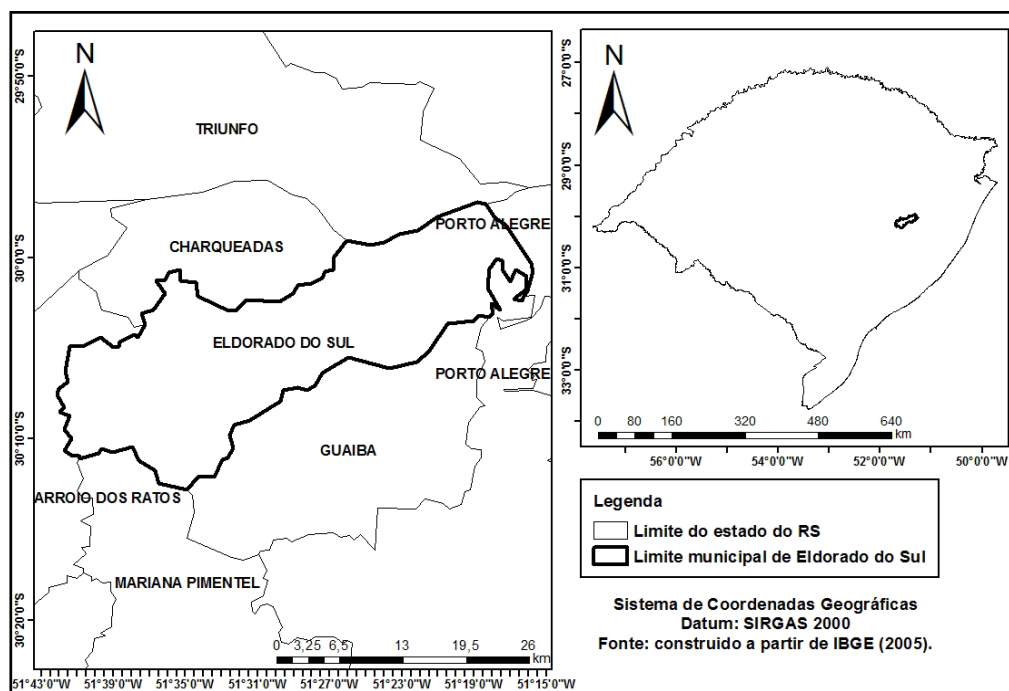 N
29°50'0"S
30°0'0"S
30°10'0"S
30°20'0"S
TRIUNFO
CHARQUEADAS
PORTO ALEGRE
ELDORADO DO SUL
PORTO ALEGRE
GUAIBA
ARROIO DOS RATOS
MARIANA PIMENTEL
0 3,25 6,5 13 19,5 26
km
51°43'0"W 51°39'0"W 51°35'0"W 51°31'0"W 51°27'0"W 51°23'0"W 51°19'0"W 51°15'0"W
N
27°0'0"S
29°0'0"S
31°0'0"S
33°0'0"S
0 80 160 320 480 640
km
56°0'0"W 54°0'0"W 52°0'0"W 50°0'0"W
Legenda
Limite do estado do RS
Limite municipal de Eldorado do Sul
Sistema de Coordenadas Geográficas
Datum: SIRGAS 2000
Fonte: construido a partir de IBGE (2005).